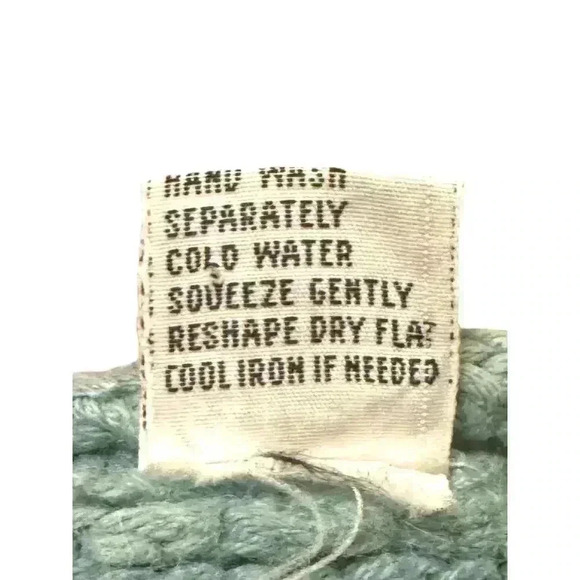 HAND WASH
SEPARATELY
COLD WATER
SQUEEZE GENTLY
RESHAPE DRY FLAT
COOL IRON IF NEEDED